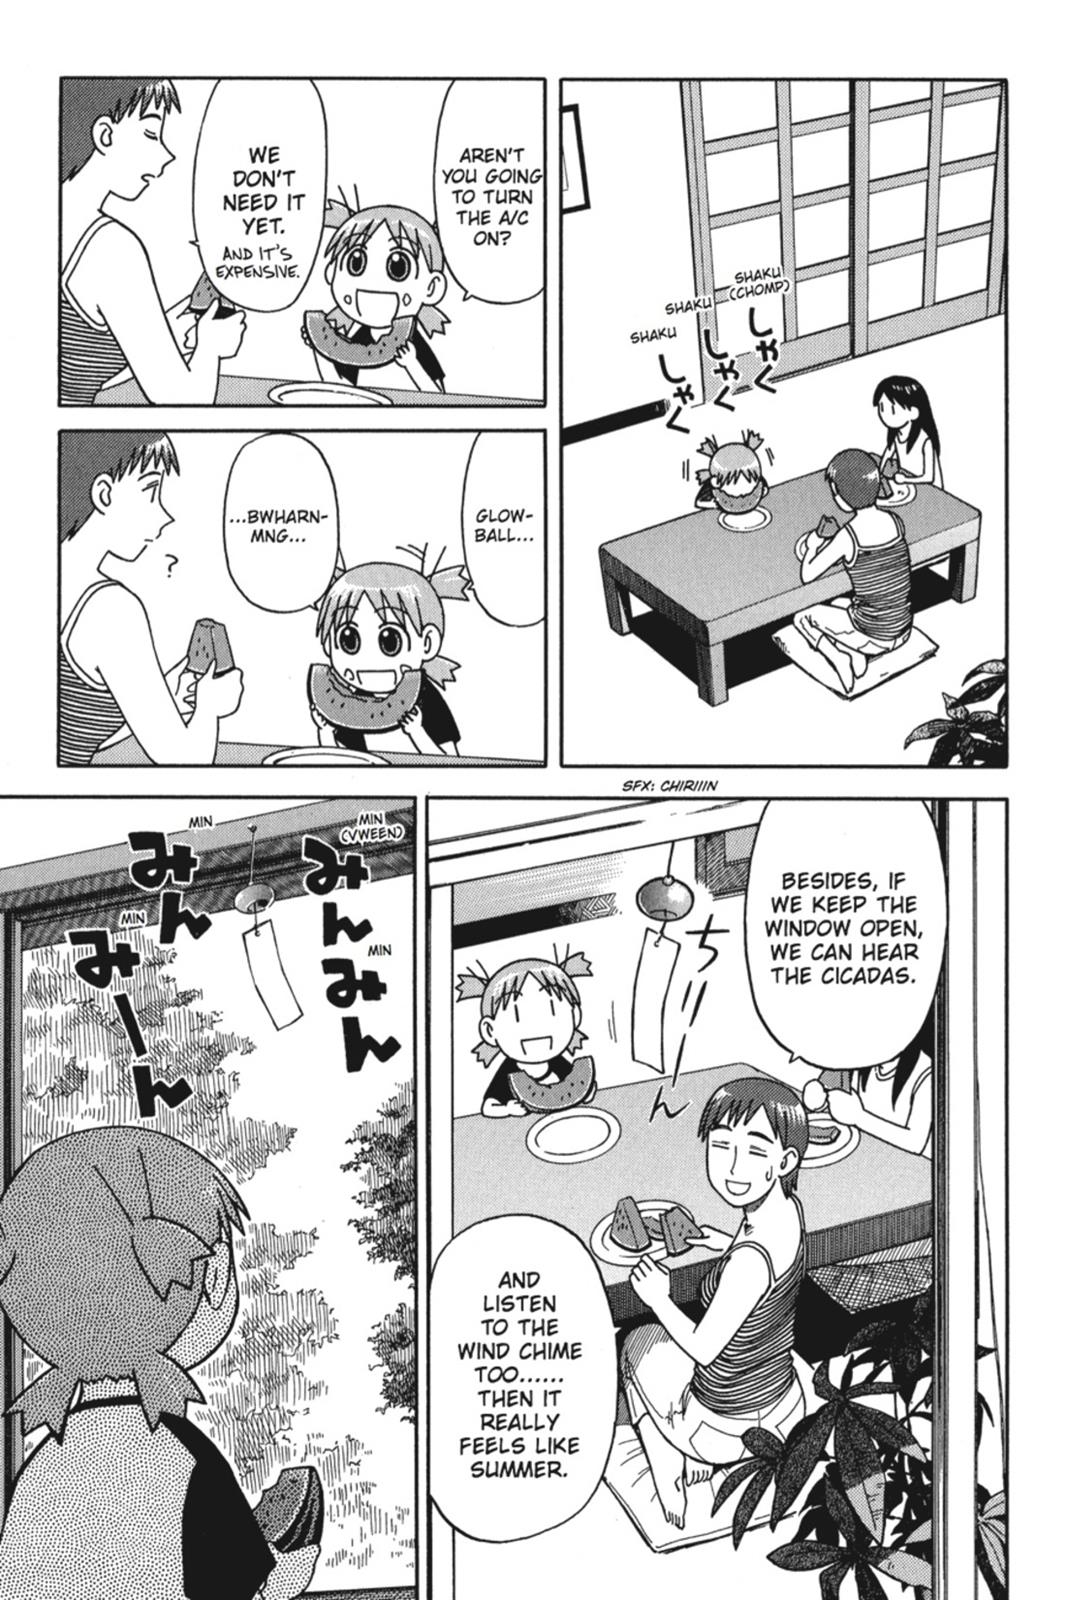 SHAKU
(CHOMP)
しゃく
SHAKU
しゃく
SHAKU
しゃく
AREN'T
YOU GOING
TO TURN
THE A/C
ON?
WE
DON'T
NEED IT
YET.
AND IT'S
EXPENSIVE.
GLOW-
BALL...
...BWHARN-
MNG...
?
SFX: CHIRIIIN
BESIDES, IF
WE KEEP THE
WINDOW OPEN,
WE CAN HEAR
THE CICADAS.
ちりーん
AND
LISTEN
TO THE
WIND CHIME
TOO......
THEN IT
REALLY
FEELS LIKE
SUMMER.
MIN
(VWEEN)
みん
MIN
みん
MIN
みん
MIN
みーん